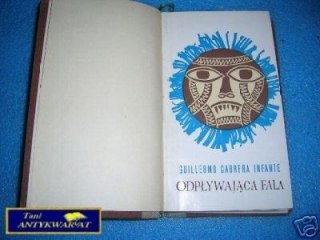 GUILLERMO CABRERA INFANTE
ODPŁYWAJĄCA FALA
Tani
ANTYKWARIAT